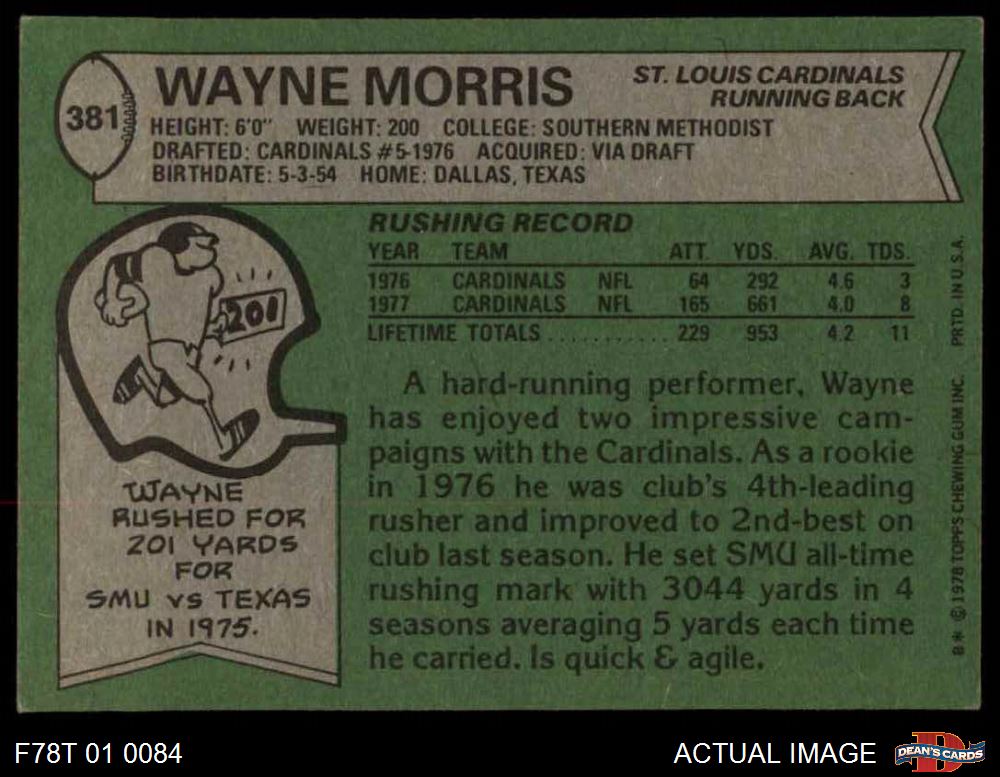 381
WAYNE MORRIS
ST. LOUIS CARDINALS
RUNNING BACK
HEIGHT: 6'0" WEIGHT: 200 COLLEGE: SOUTHERN METHODIST
DRAFTED: CARDINALS #5-1976 ACQUIRED: VIA DRAFT
BIRTHDATE: 5-3-54 HOME: DALLAS, TEXAS
RUSHING RECORD
YEAR TEAM ATT. YDS. AVG. TDS.
1976 CARDINALS NFL 64 292 4.6 3
1977 CARDINALS NFL 165 661 4.0 8
LIFETIME TOTALS ........... 229 953 4.2 11
A hard-running performer, Wayne
has enjoyed two impressive cam-
paigns with the Cardinals. As a rookie
in 1976 he was club's 4th-leading
rusher and improved to 2nd-best on
club last season. He set SMU all-time
rushing mark with 3044 yards in 4
seasons averaging 5 yards each time
he carried. Is quick & agile.
201
WAYNE
RUSHED FOR
201 YARDS
FOR
SMU VS TEXAS
IN 1975.
B** © 1978 TOPPS CHEWING GUM INC. PRTD. IN U.S.A.
F78T 01 0084
ACTUAL IMAGE
D
DEAN'S CARDS